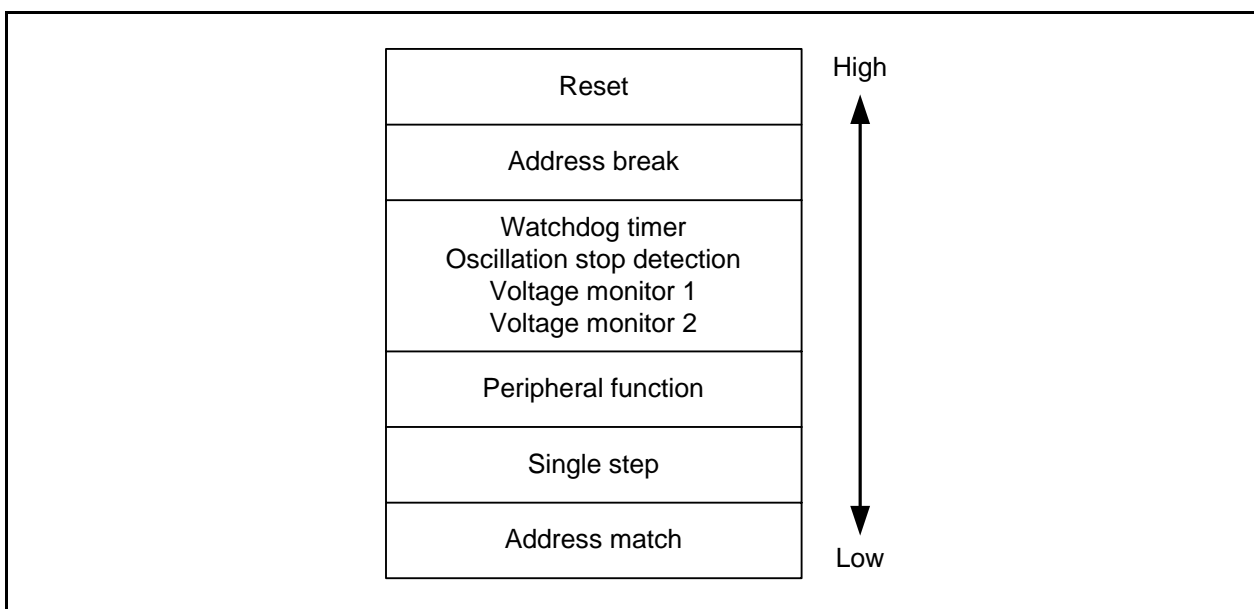 Reset
High
Address break
Watchdog timer
Oscillation stop detection
Voltage monitor 1
Voltage monitor 2
Peripheral function
Single step
Address match
Low